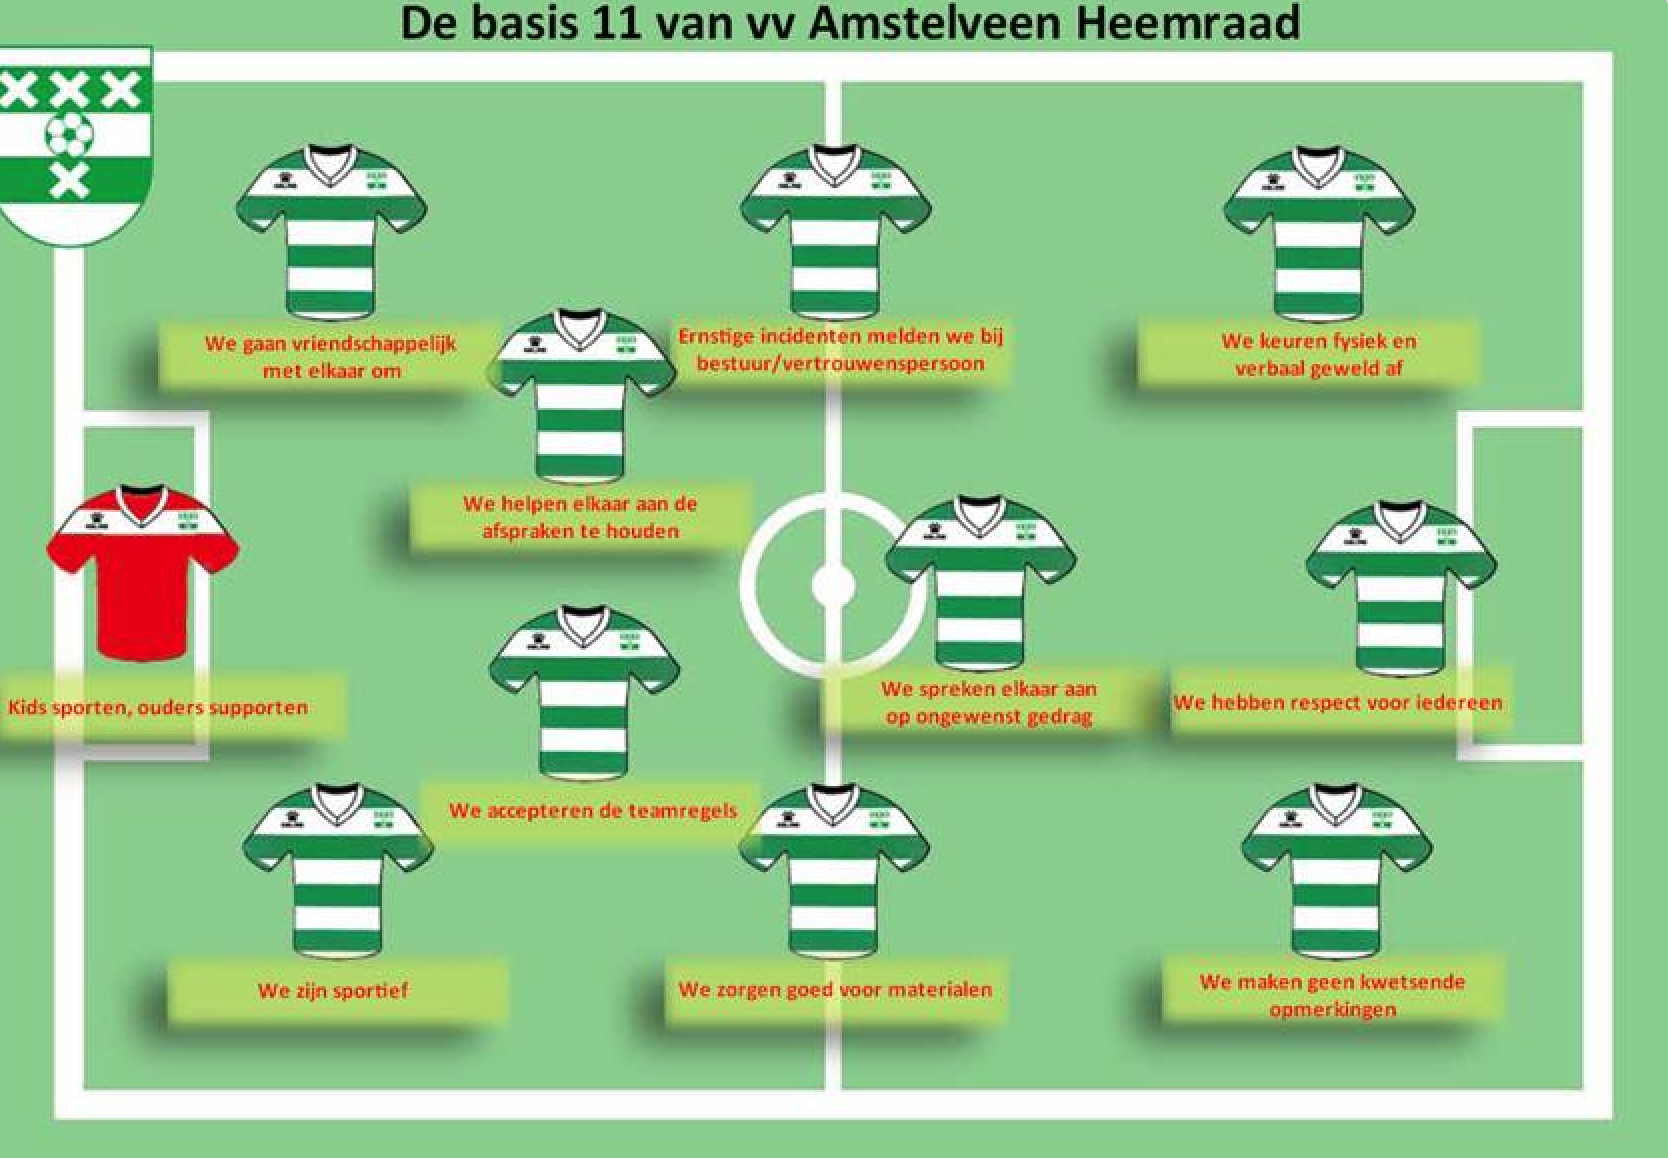 De basis 11 van vv Amstelveen Heemraad
We gaan vriendschappelijk
met elkaar om
Ernstige incidenten melden we bij
bestuur/vertrouwenspersoon
We keuren fysiek en
verbaal geweld af
We helpen elkaar aan de
afspraken te houden
Kids sporten, ouders supporten
We spreken elkaar aan
op ongewenst gedrag
We hebben respect voor iedereen
We accepteren de teamregels
We zijn sportief
We zorgen goed voor materialen
We maken geen kwetsende
opmerkingen